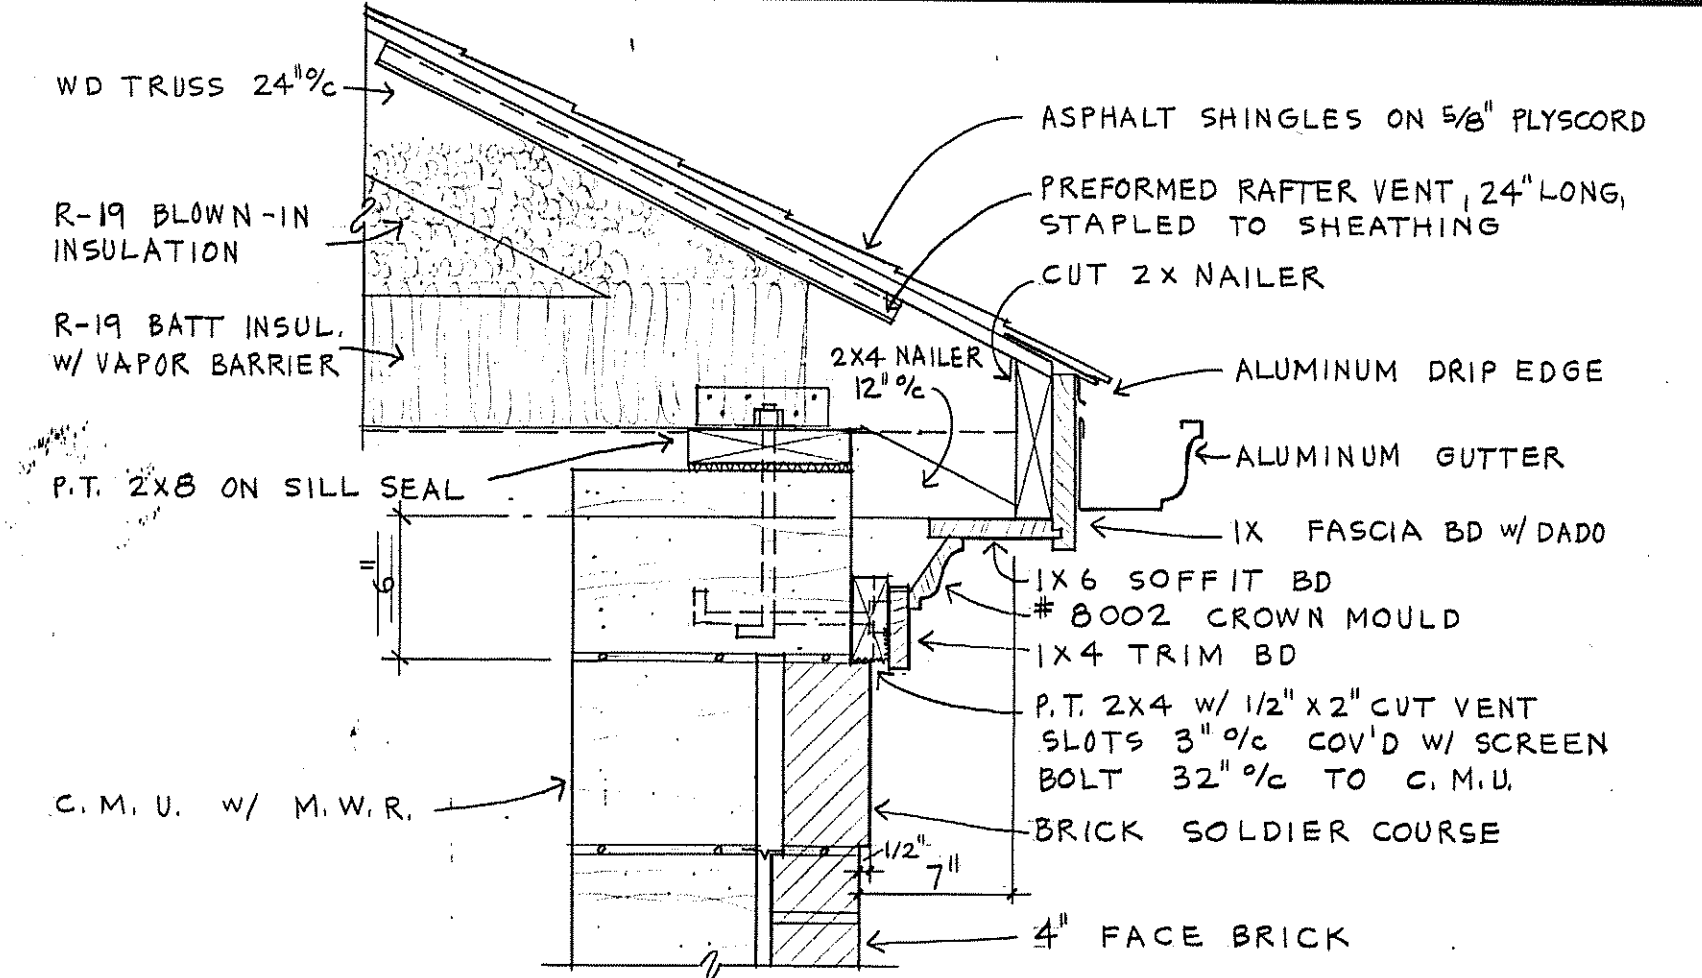 WD TRUSS 24" o/c
R-19 BLOWN-IN
INSULATION
R-19 BATT INSUL.
W/ VAPOR BARRIER
P.T. 2X8 ON SILL SEAL
6"
C.M.U. W/ M.W.R.
2X4 NAILER
12" o/c
ASPHALT SHINGLES ON 5/8" PLYSCORD
PREFORMED RAFTER VENT, 24" LONG,
STAPLED TO SHEATHING
CUT 2X NAILER
ALUMINUM DRIP EDGE
ALUMINUM GUTTER
1X FASCIA BD W/ DADO
1X6 SOFFIT BD
# 8002 CROWN MOULD
1X4 TRIM BD
P.T. 2X4 W/ 1/2" X 2" CUT VENT
SLOTS 3" o/c COV'D W/ SCREEN
BOLT 32" o/c TO C.M.U.
BRICK SOLDIER COURSE
1/2"
7"
4" FACE BRICK